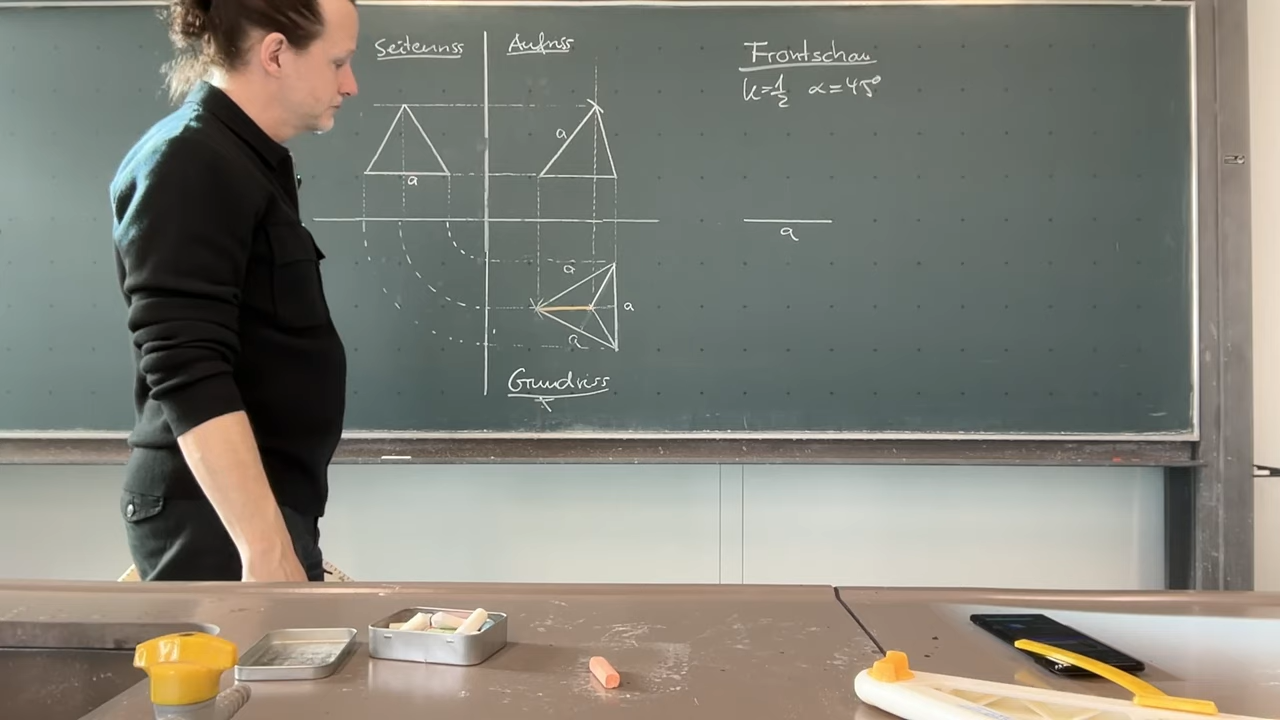 Seitenriss
Aufriss
Frontschau
k=1/2 α=45°
a
a
a
a
a
a
Grundriss